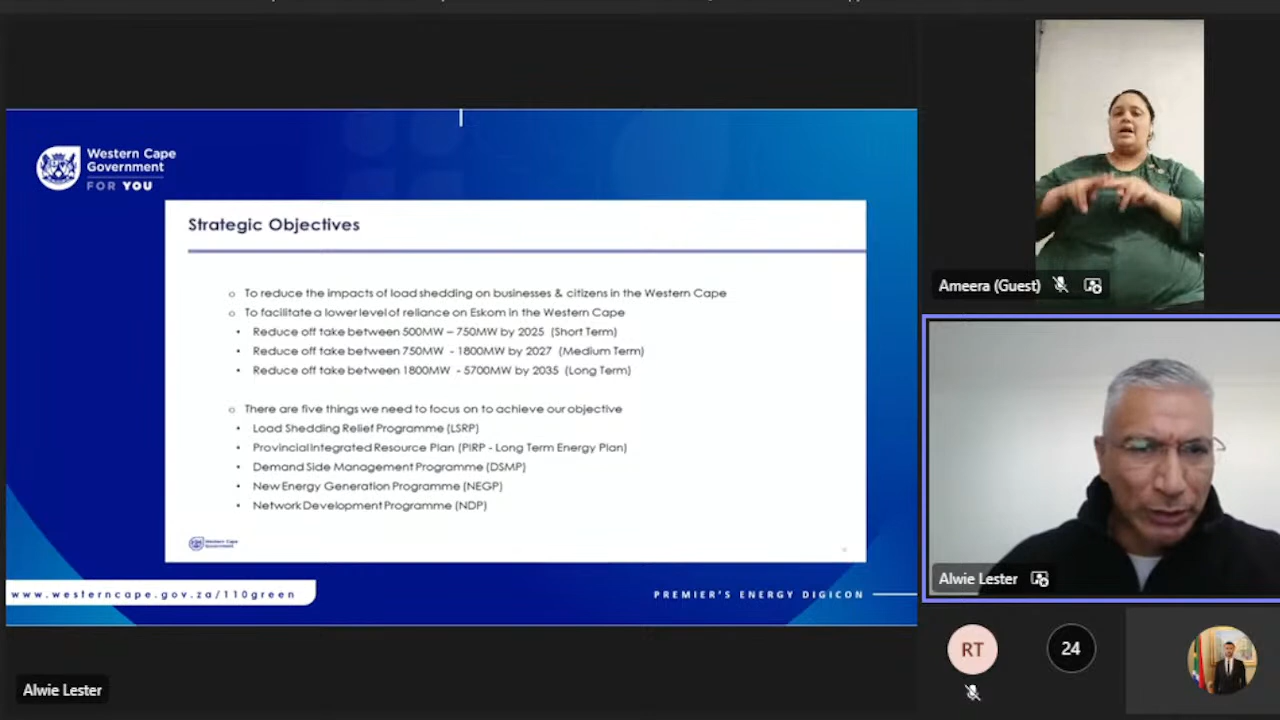 Western Cape
Government
FOR YOU
Strategic Objectives
o To reduce the impacts of load shedding on businesses & citizens in the Western Cape
o To facilitate a lower level of reliance on Eskom in the Western Cape
• Reduce off take between 500MW – 750MW by 2025 (Short Term)
• Reduce off take between 750MW - 1800MW by 2027 (Medium Term)
• Reduce off take between 1800MW - 5700MW by 2035 (Long Term)
o There are five things we need to focus on to achieve our objective
• Load Shedding Relief Programme (LSRP)
• Provincial Integrated Resource Plan (PIRP - Long Term Energy Plan)
• Demand Side Management Programme (DSMP)
• New Energy Generation Programme (NEGP)
• Network Development Programme (NDP)
Western Cape
Government
www.westerncape.gov.za/110green
PREMIER'S ENERGY DIGICON
Alwie Lester
Ameera (Guest)
Alwie Lester
RT
24